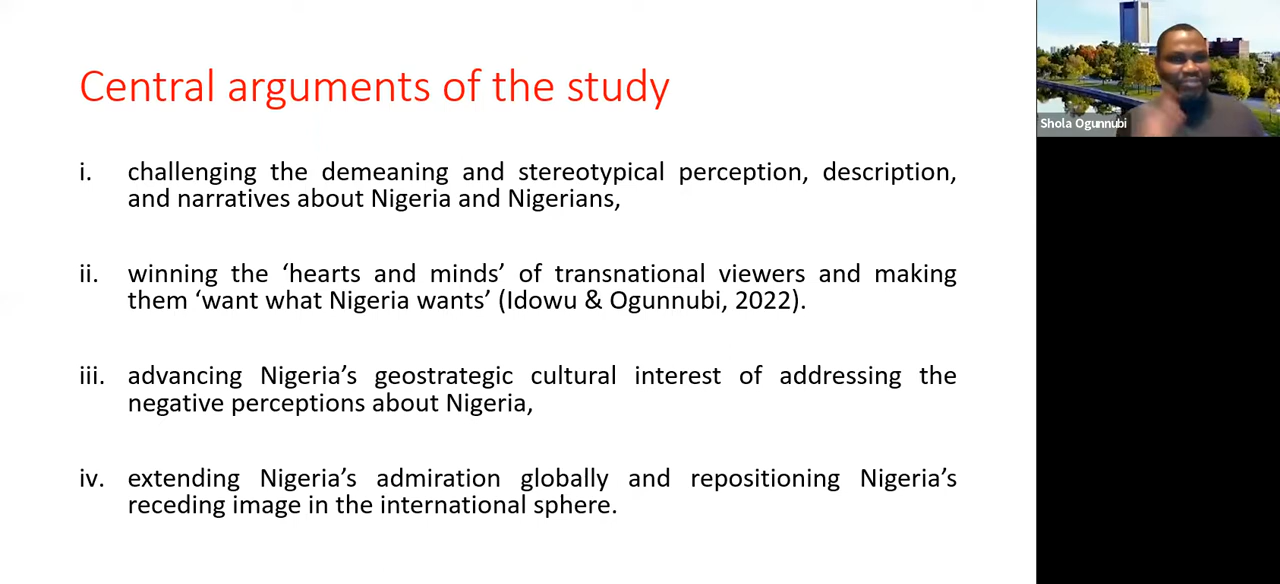 Central arguments of the study
Shola Ogunnubi
i. challenging the demeaning and stereotypical perception, description,
and narratives about Nigeria and Nigerians,
ii. winning the ‘hearts and minds’ of transnational viewers and making
them ‘want what Nigeria wants’ (Idowu & Ogunnubi, 2022).
iii. advancing Nigeria’s geostrategic cultural interest of addressing the
negative perceptions about Nigeria,
iv. extending Nigeria’s admiration globally and repositioning Nigeria’s
receding image in the international sphere.